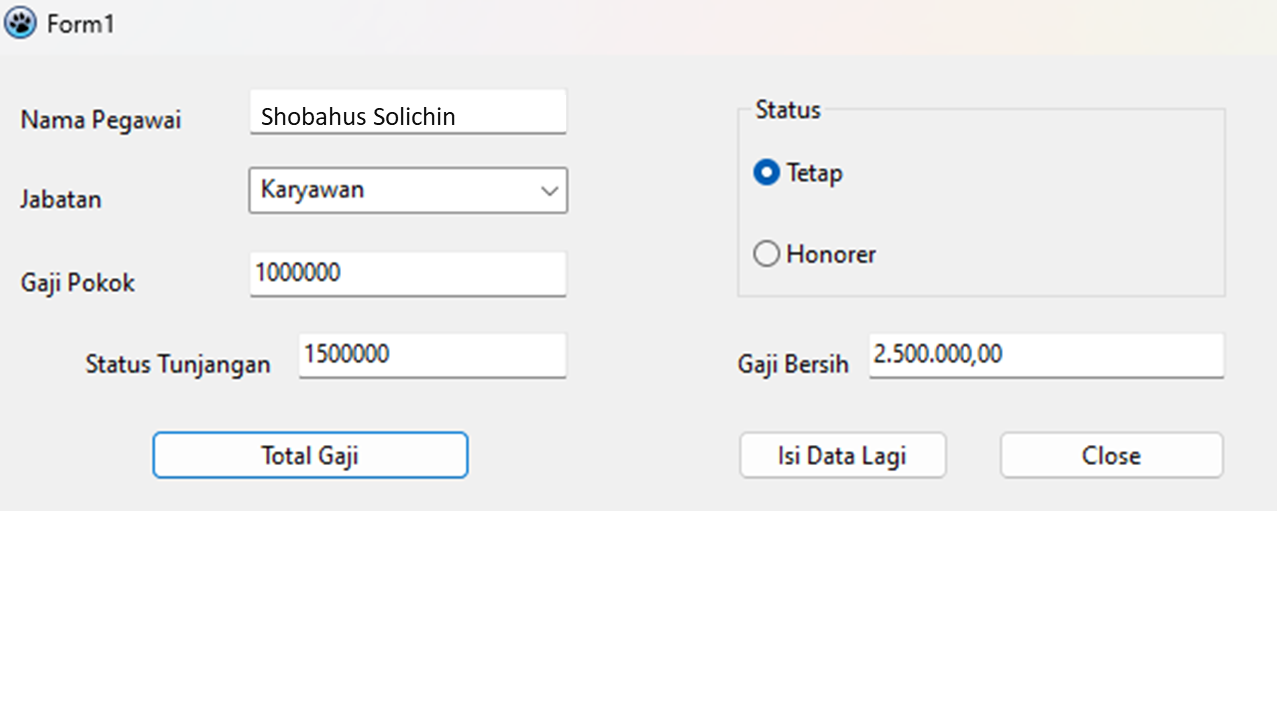 Form1
Nama Pegawai Shobahus Solichin
Jabatan Karyawan
Gaji Pokok 1000000
Status Tunjangan 1500000
Total Gaji
Status
Tetap
Honorer
Gaji Bersih 2.500.000,00
Isi Data Lagi Close